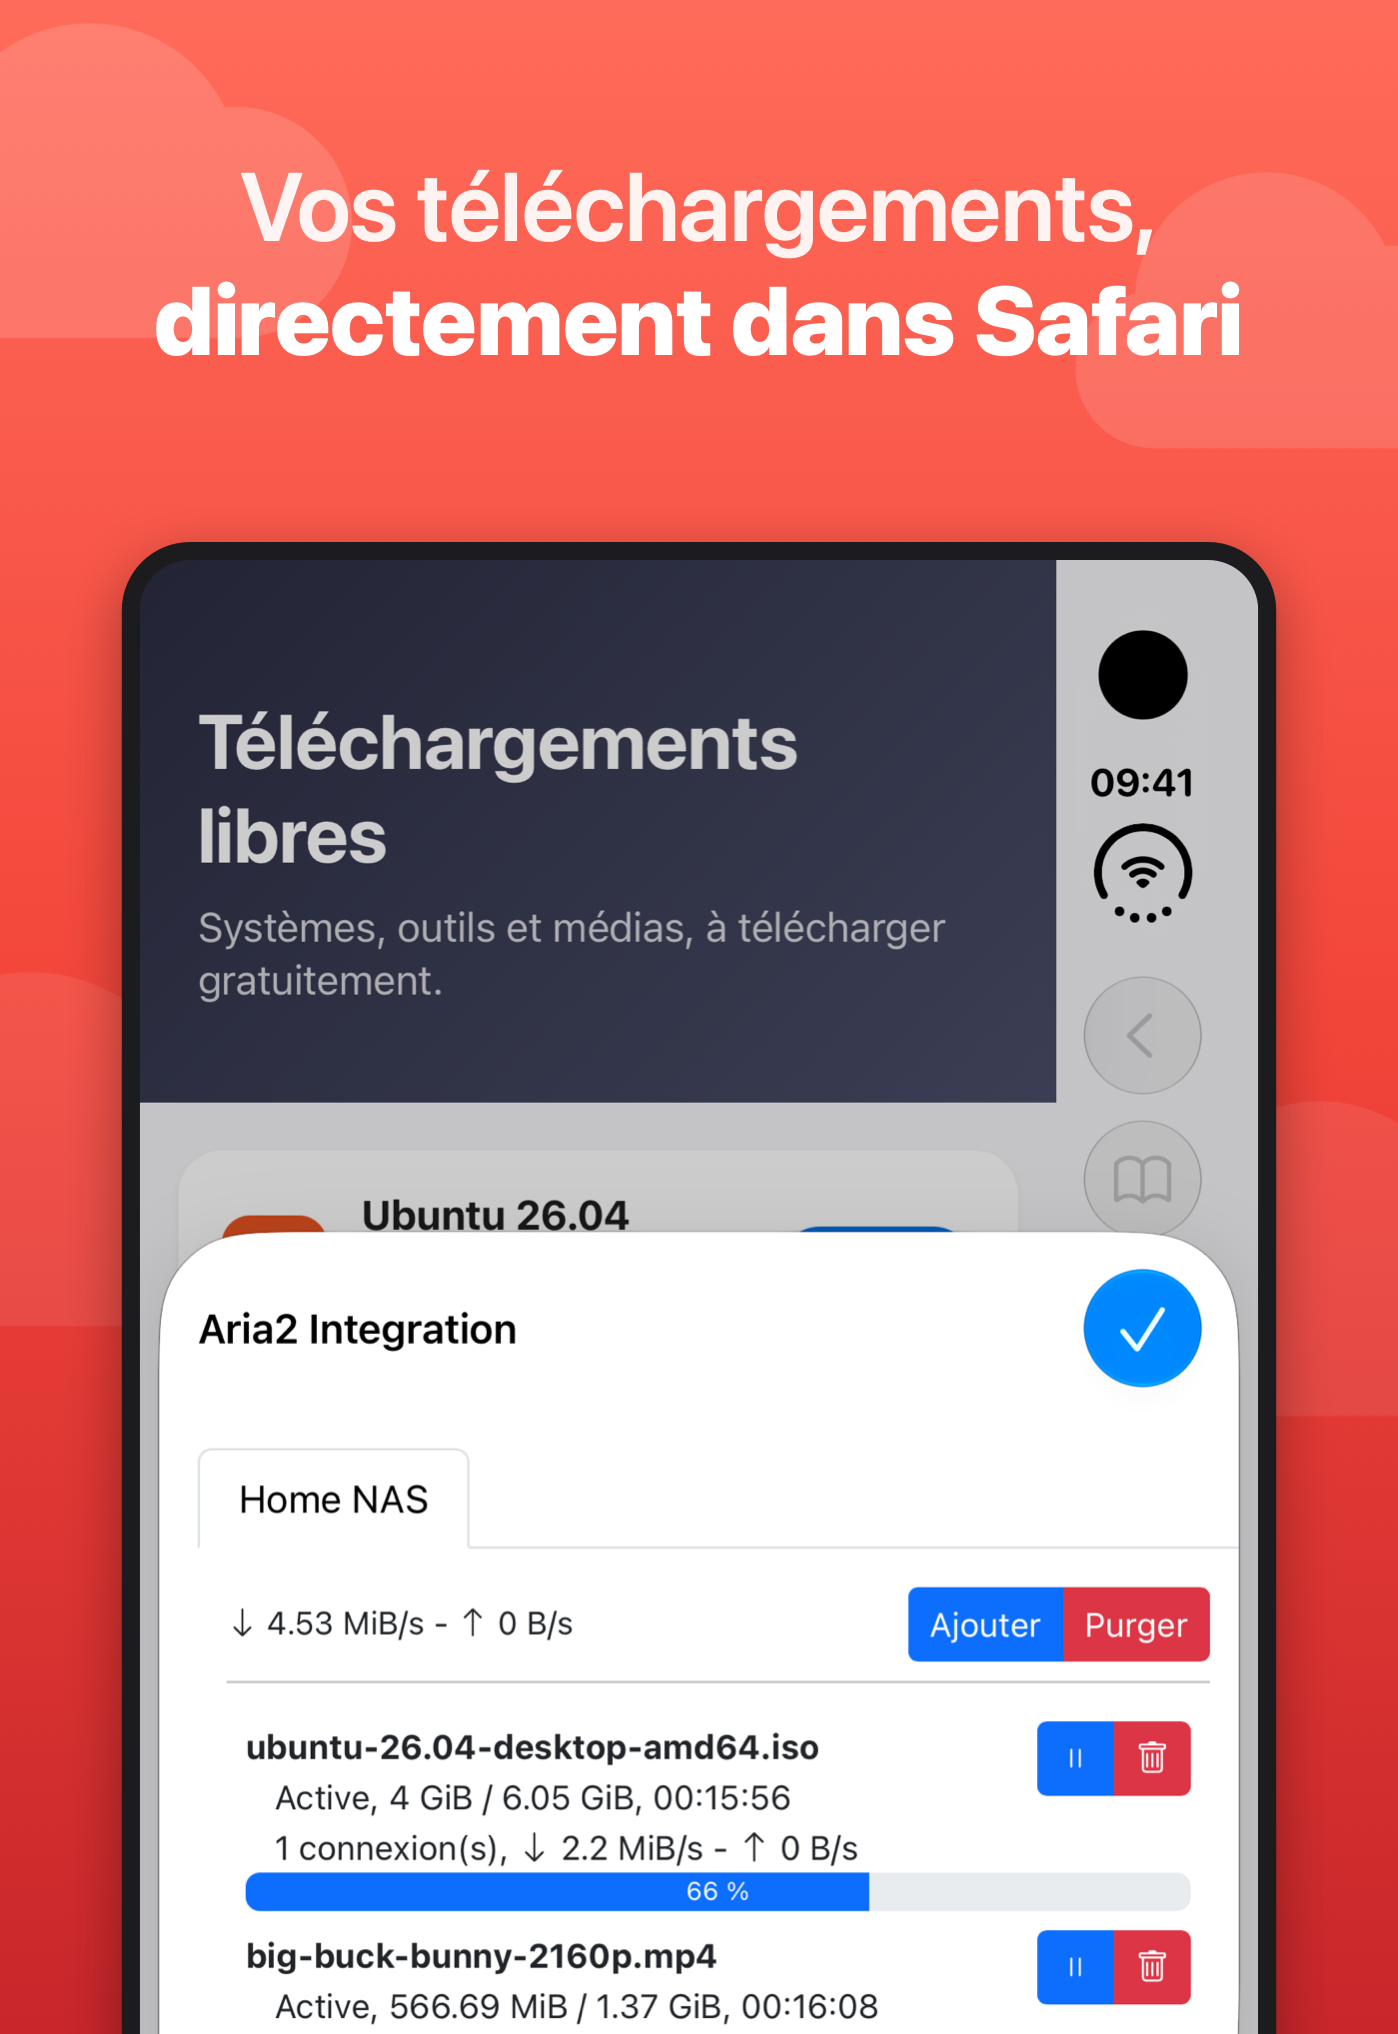 Vos téléchargements,
directement dans Safari
Téléchargements
libres
Systèmes, outils et médias, à télécharger
gratuitement.
09:41
Ubuntu 26.04
Aria2 Integration
Home NAS
↓ 4.53 MiB/s - ↑ 0 B/s
Ajouter Purger
ubuntu-26.04-desktop-amd64.iso
Active, 4 GiB / 6.05 GiB, 00:15:56
1 connexion(s), ↓ 2.2 MiB/s - ↑ 0 B/s
66 %
big-buck-bunny-2160p.mp4
Active, 566.69 MiB / 1.37 GiB, 00:16:08